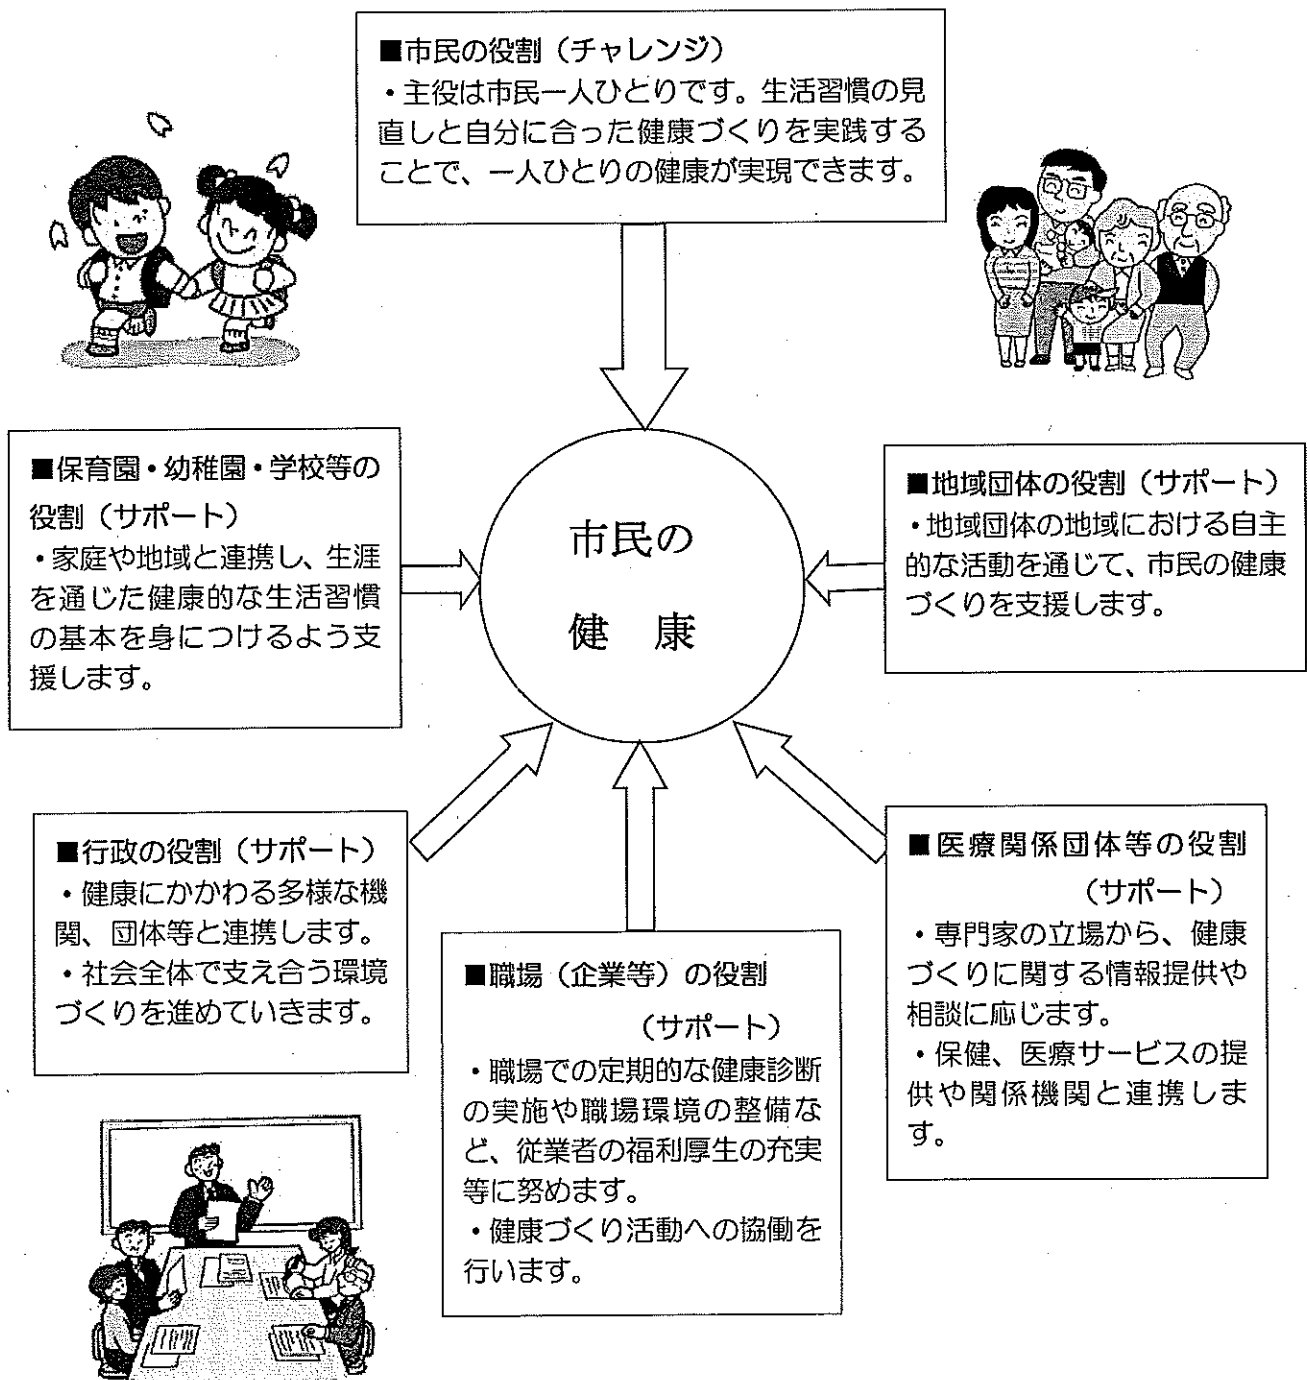 ■市民の役割（チャレンジ）
・主役は市民一人ひとりです。生活習慣の見
直しと自分に合った健康づくりを実践する
ことで、一人ひとりの健康が実現できます。
■保育園・幼稚園・学校等の
役割（サポート）
・家庭や地域と連携し、生涯
を通じた健康的な生活習慣
の基本を身につけるよう支
援します。
市民の
健　康
■地域団体の役割（サポート）
・地域団体の地域における自主
的な活動を通じて、市民の健康
づくりを支援します。
■行政の役割（サポート）
・健康にかかわる多様な機
関、団体等と連携します。
・社会全体で支え合う環境
づくりを進めていきます。
■職場（企業等）の役割
（サポート）
・職場での定期的な健康診断
の実施や職場環境の整備な
ど、従業者の福利厚生の充実
等に努めます。
・健康づくり活動への協働を
行います。
■医療関係団体等の役割
（サポート）
・専門家の立場から、健康
づくりに関する情報提供や
相談に応じます。
・保健、医療サービスの提
供や関係機関と連携しま
す。